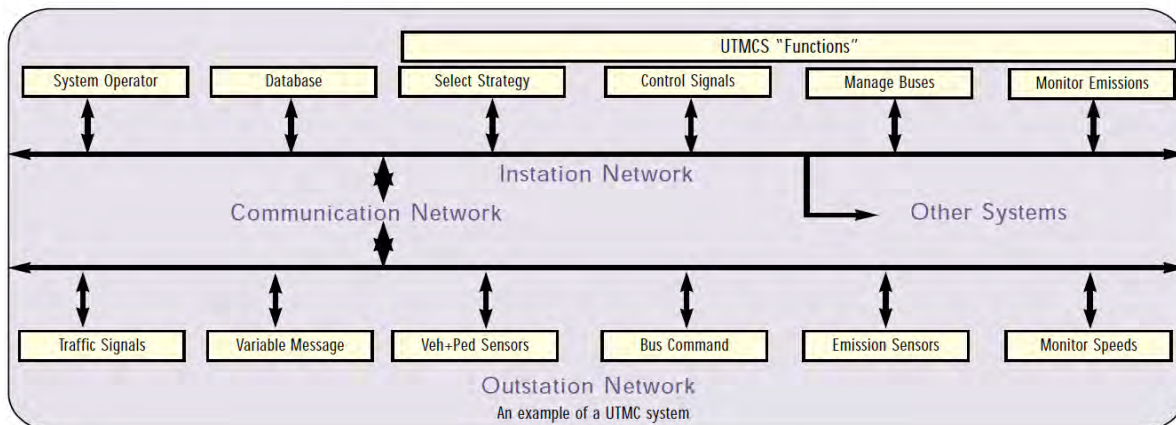 UTMCS “Functions”
System Operator
Database
Select Strategy
Control Signals
Manage Buses
Monitor Emissions
Instation Network
Communication Network
Other Systems
Traffic Signals
Variable Message
Veh+Ped Sensors
Bus Command
Emission Sensors
Monitor Speeds
Outstation Network
An example of a UTMC system